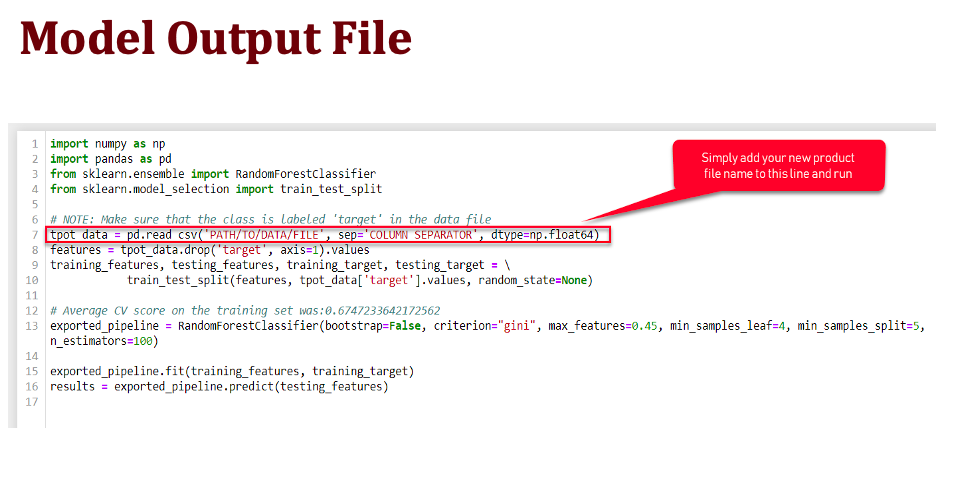 Model Output File
Simply add your new product
file name to this line and run
1 import numpy as np
2 import pandas as pd
3 from sklearn.ensemble import RandomForestClassifier
4 from sklearn.model_selection import train_test_split
5
6 # NOTE: Make sure that the class is labeled 'target' in the data file
7 tpot data = pd.read csv('PATH/TO/DATA/FILE', sep='COLUMN SEPARATOR', dtype=np.float64)
8 features = tpot_data.drop('target', axis=1).values
9 training_features, testing_features, training_target, testing_target = \
10 train_test_split(features, tpot_data['target'].values, random_state=None)
11
12 # Average CV score on the training set was:0.6747233642172562
13 exported_pipeline = RandomForestClassifier(bootstrap=False, criterion="gini", max_features=0.45, min_samples_leaf=4, min_samples_split=5,
n_estimators=100)
14
15 exported_pipeline.fit(training_features, training_target)
16 results = exported_pipeline.predict(testing_features)
17